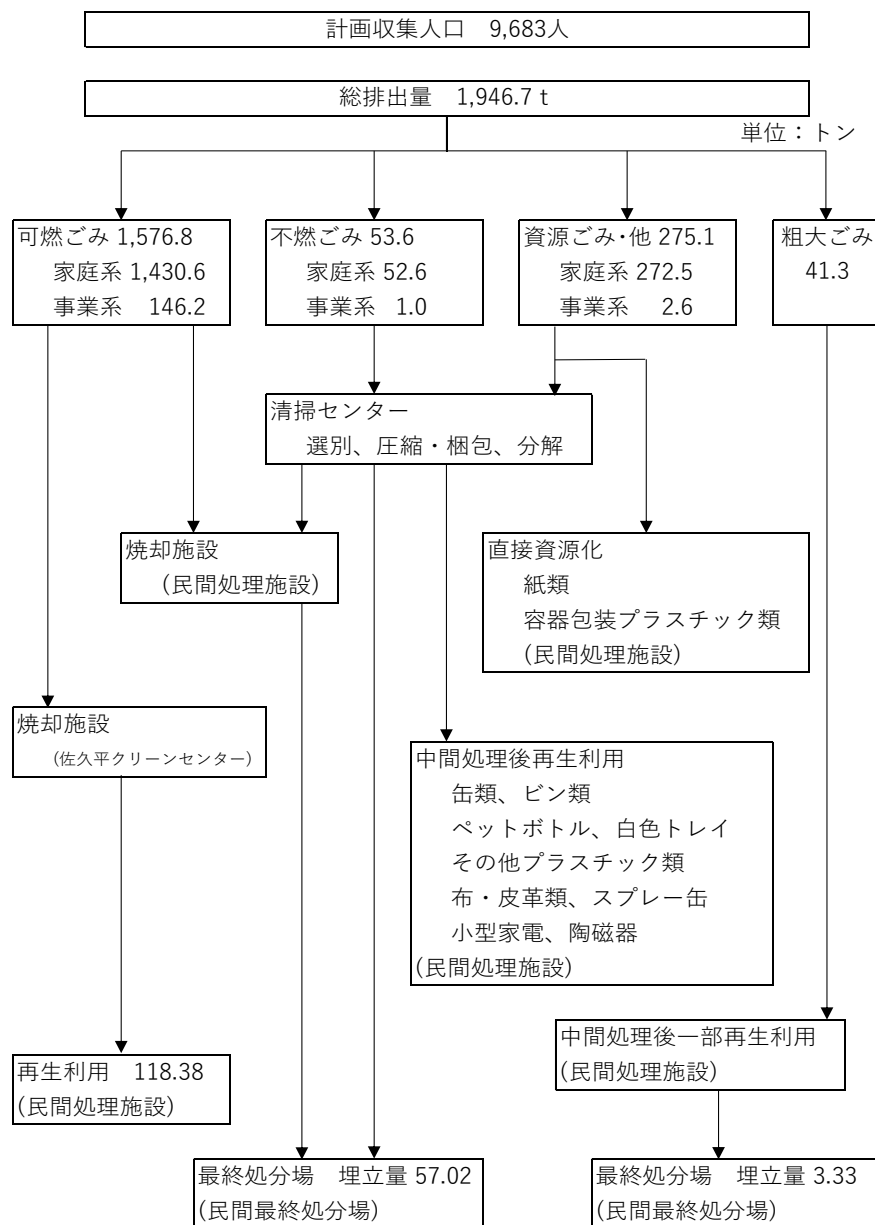 計画収集人口　9,683人
総排出量　1,946.7 t
単位：トン
可燃ごみ 1,576.8
家庭系 1,430.6
事業系　146.2
不燃ごみ 53.6
家庭系 52.6
事業系　1.0
資源ごみ・他 275.1
家庭系 272.5
事業系　2.6
粗大ごみ
41.3
清掃センター
選別、圧縮・梱包、分解
焼却施設
(民間処理施設)
直接資源化
紙類
容器包装プラスチック類
(民間処理施設)
焼却施設
(佐久平クリーンセンター)
中間処理後再生利用
缶類、ビン類
ペットボトル、白色トレイ
その他プラスチック類
布・皮革類、スプレー缶
小型家電、陶磁器
(民間処理施設)
中間処理後一部再生利用
(民間処理施設)
再生利用　118.38
(民間処理施設)
最終処分場　埋立量 57.02
(民間最終処分場)
最終処分場　埋立量 3.33
(民間最終処分場)